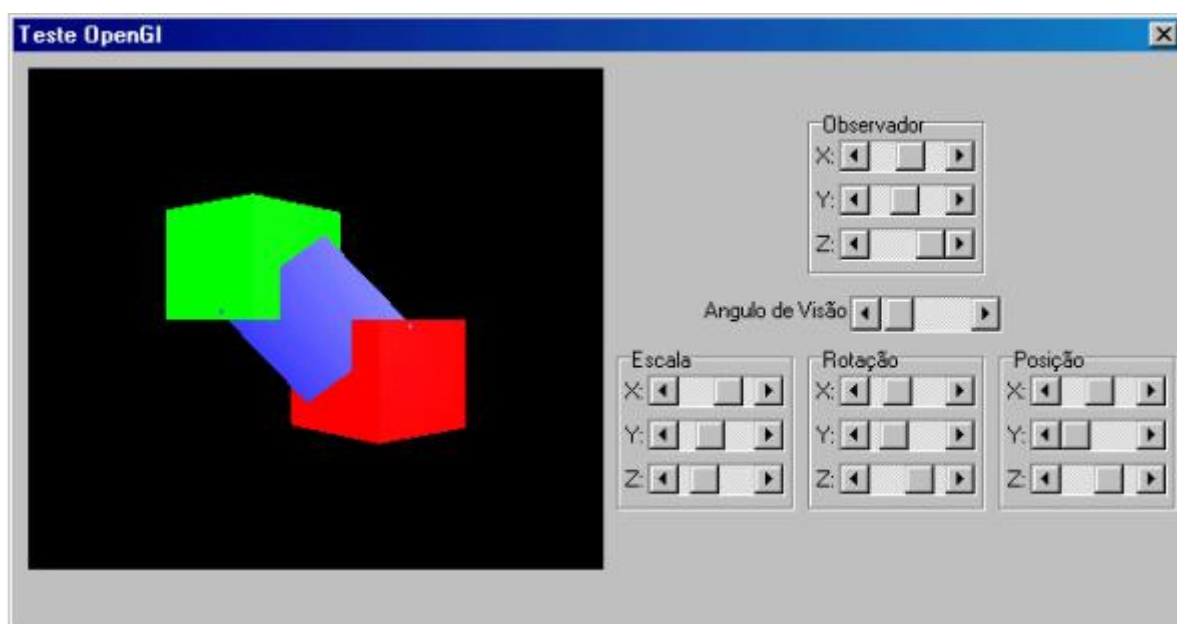 Teste OpenGl
Observador
X:
Y:
Z:
Angulo de Visão
Escala
X:
Y:
Z:
Rotação
X:
Y:
Z:
Posição
X:
Y:
Z: